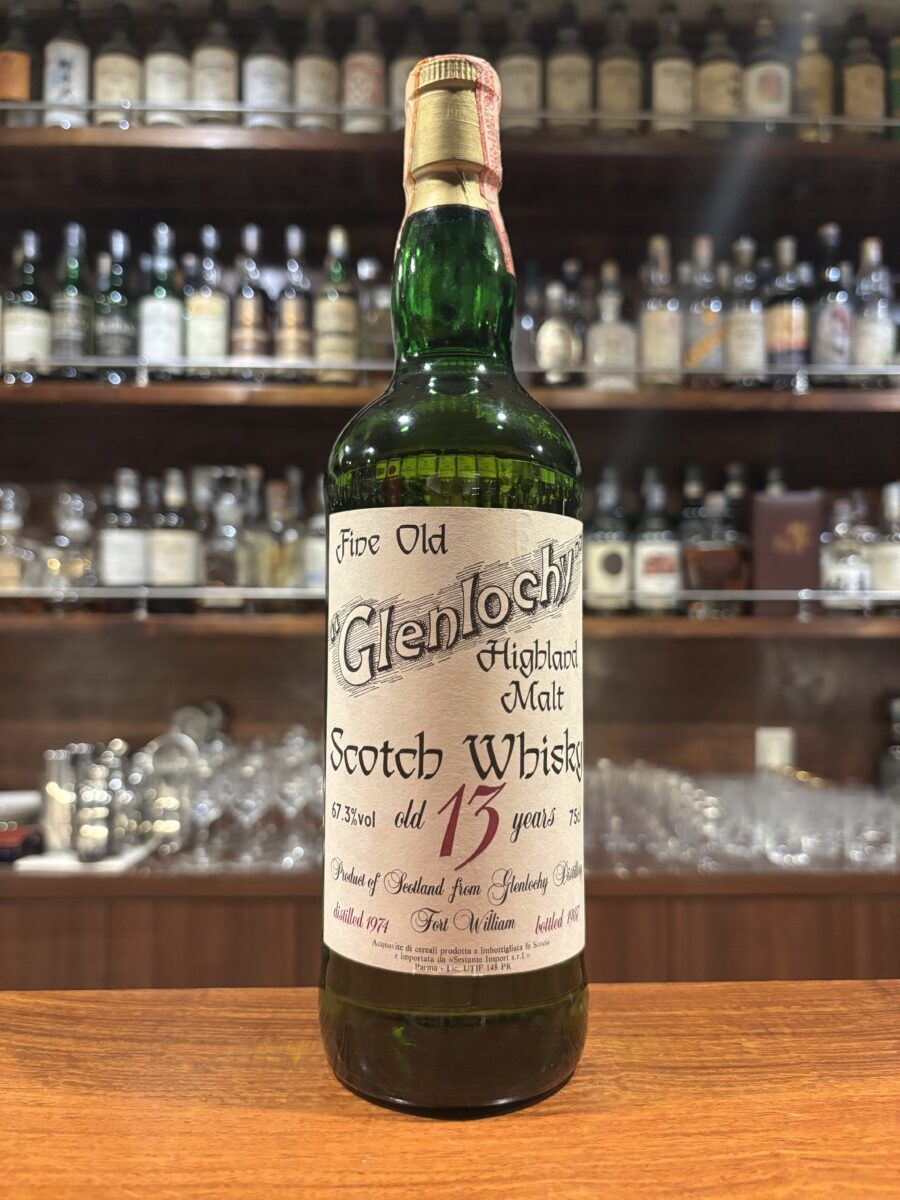 Fine Old
"Glenlochy"
Highland
Malt
Scotch Whisky
67.3%vol old 13 years 75c
Product of Scotland from Glenlochy Distillery
distilled 1974 Fort William bottled 1987
Acquavite di cereali prodotta e imbottigliata in Scozia
e importata da «Sestante Import s.r.l.»
Parma - Lic. UTIF 148 PR